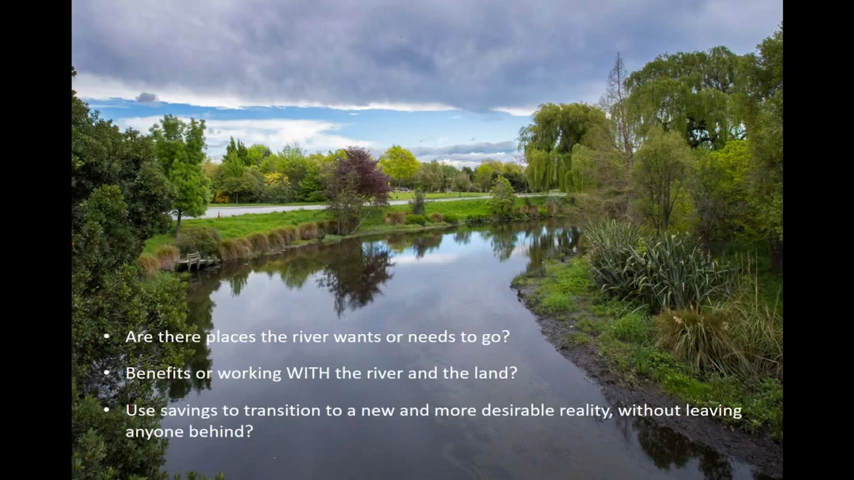 • Are there places the river wants or needs to go?
• Benefits or working WITH the river and the land?
• Use savings to transition to a new and more desirable reality, without leaving
anyone behind?